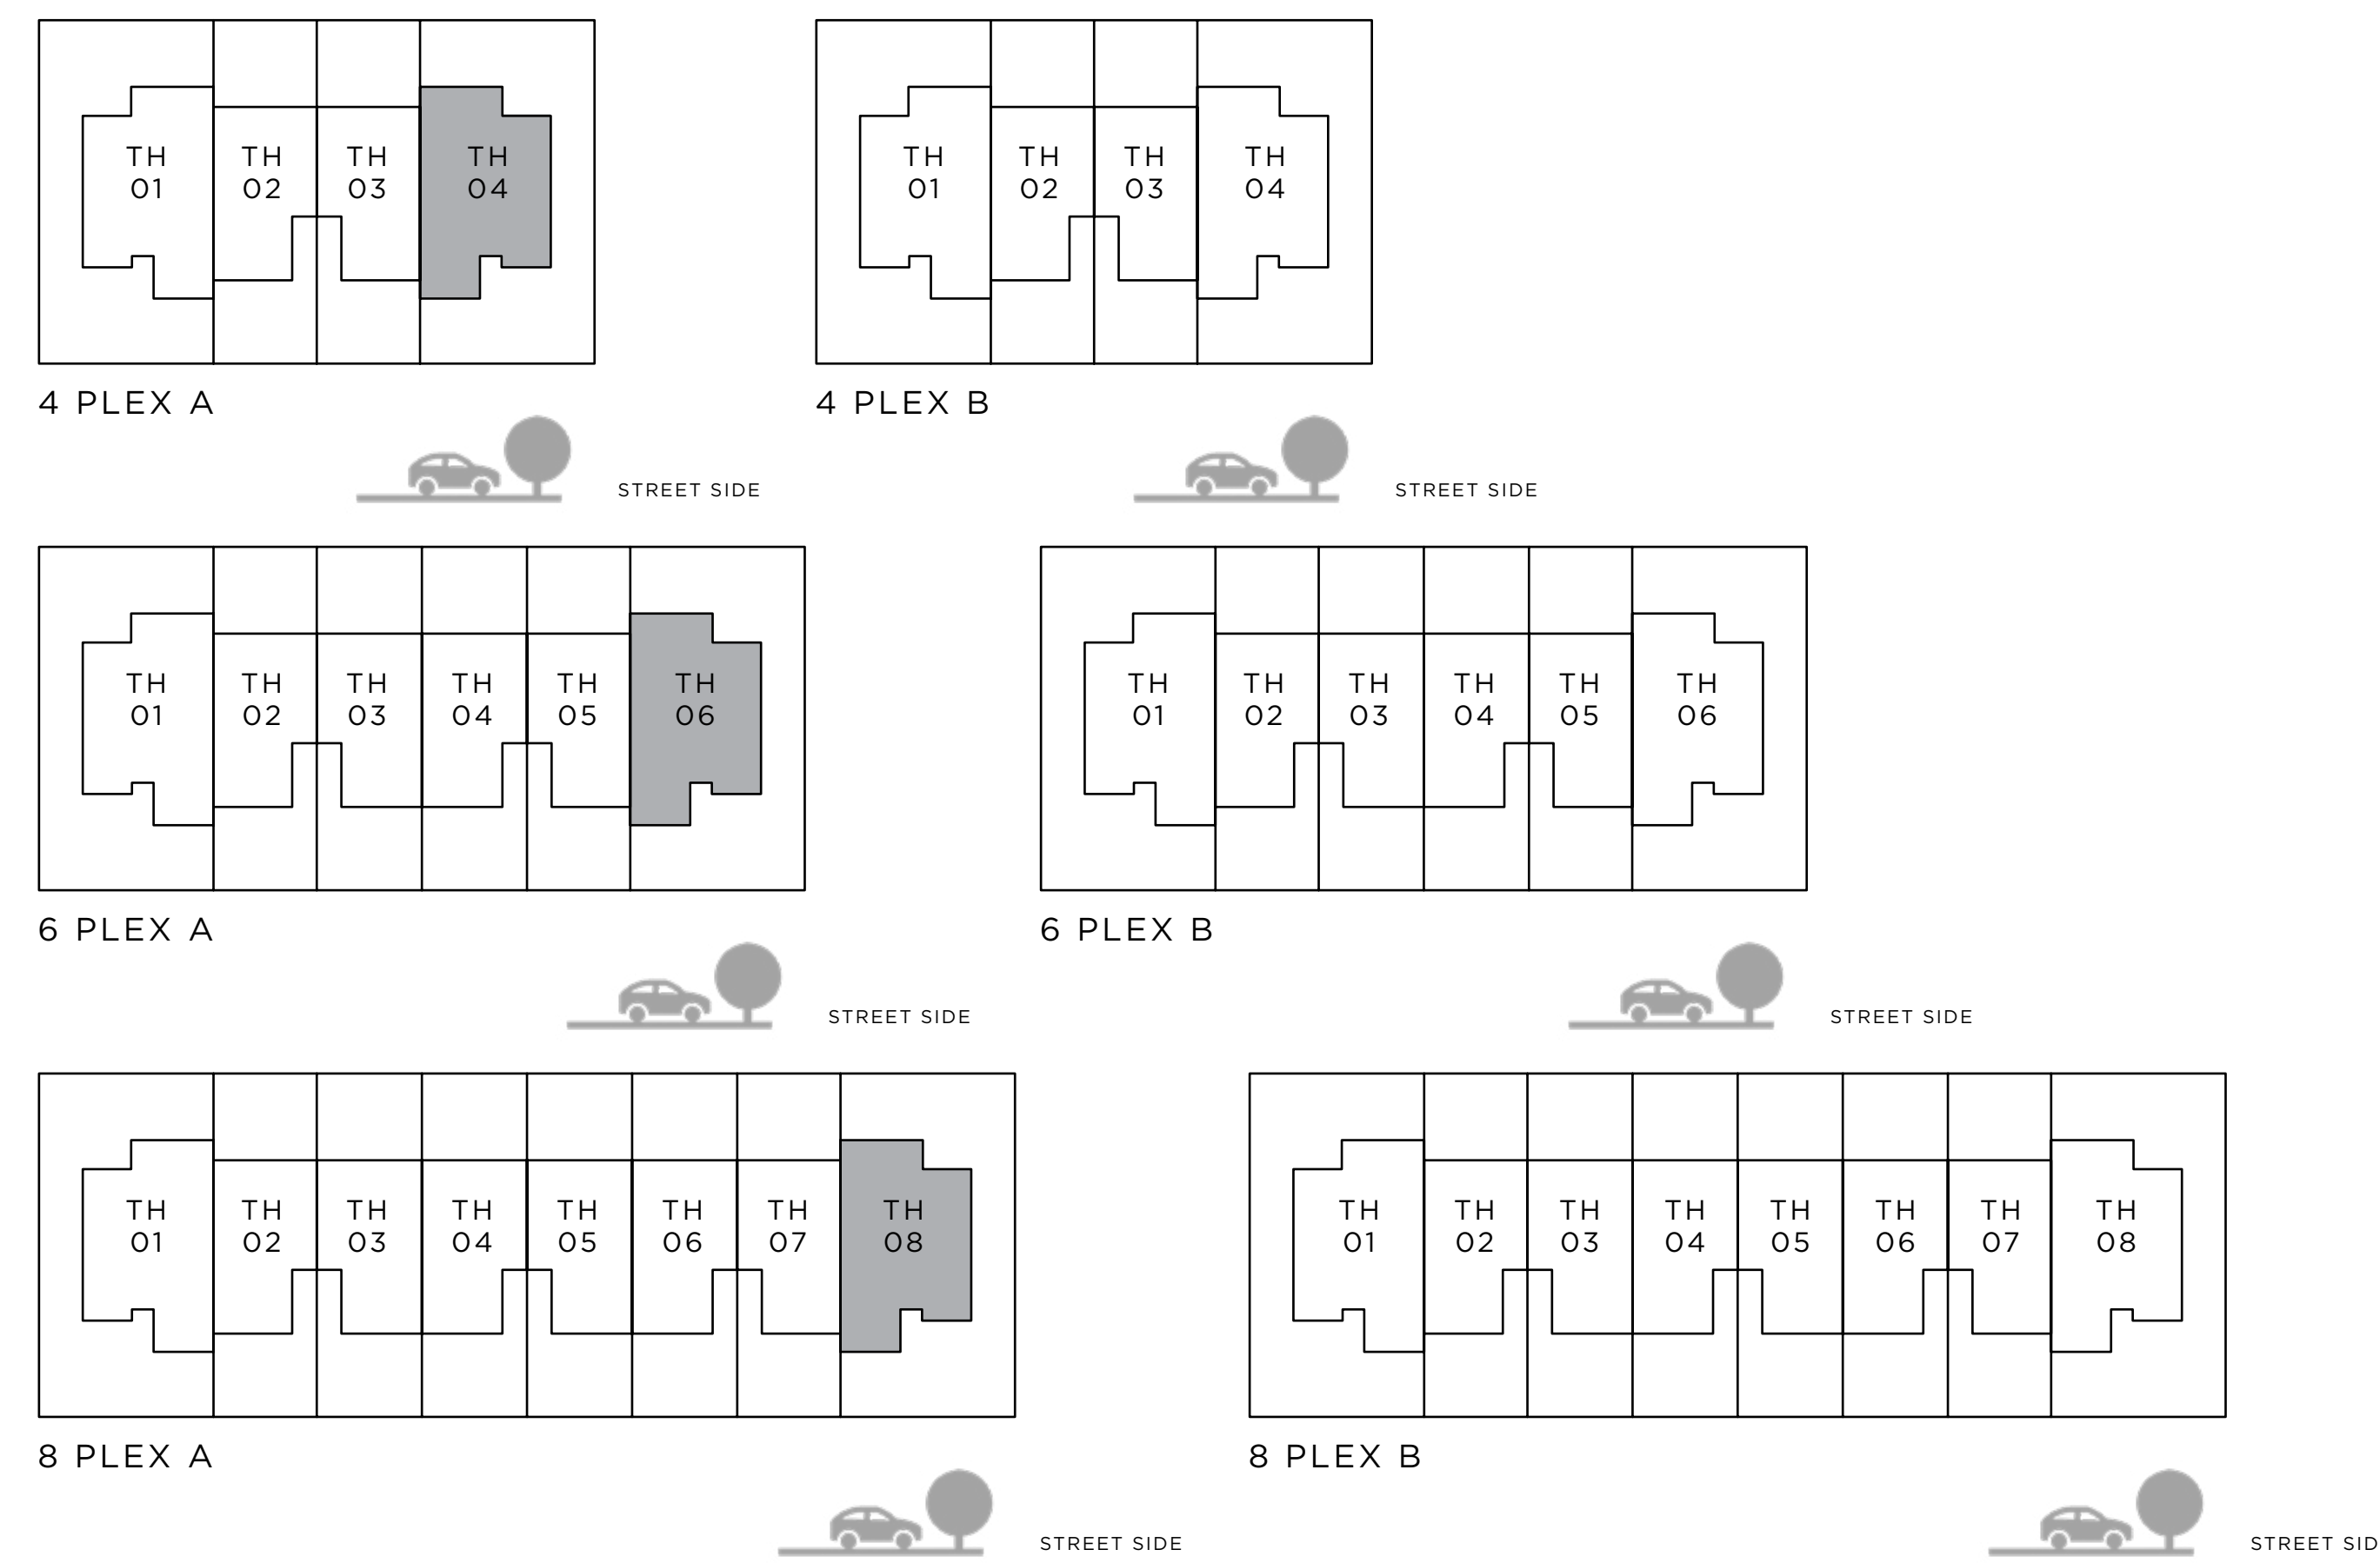 TH TH TH TH
01 02 03 04
4 PLEX A
STREET SIDE
TH TH TH TH
01 02 03 04
4 PLEX B
STREET SIDE
TH TH TH TH TH TH
01 02 03 04 05 06
6 PLEX A
STREET SIDE
TH TH TH TH TH TH
01 02 03 04 05 06
6 PLEX B
STREET SIDE
TH TH TH TH TH TH TH TH
01 02 03 04 05 06 07 08
8 PLEX A
STREET SIDE
TH TH TH TH TH TH TH TH
01 02 03 04 05 06 07 08
8 PLEX B
STREET SID